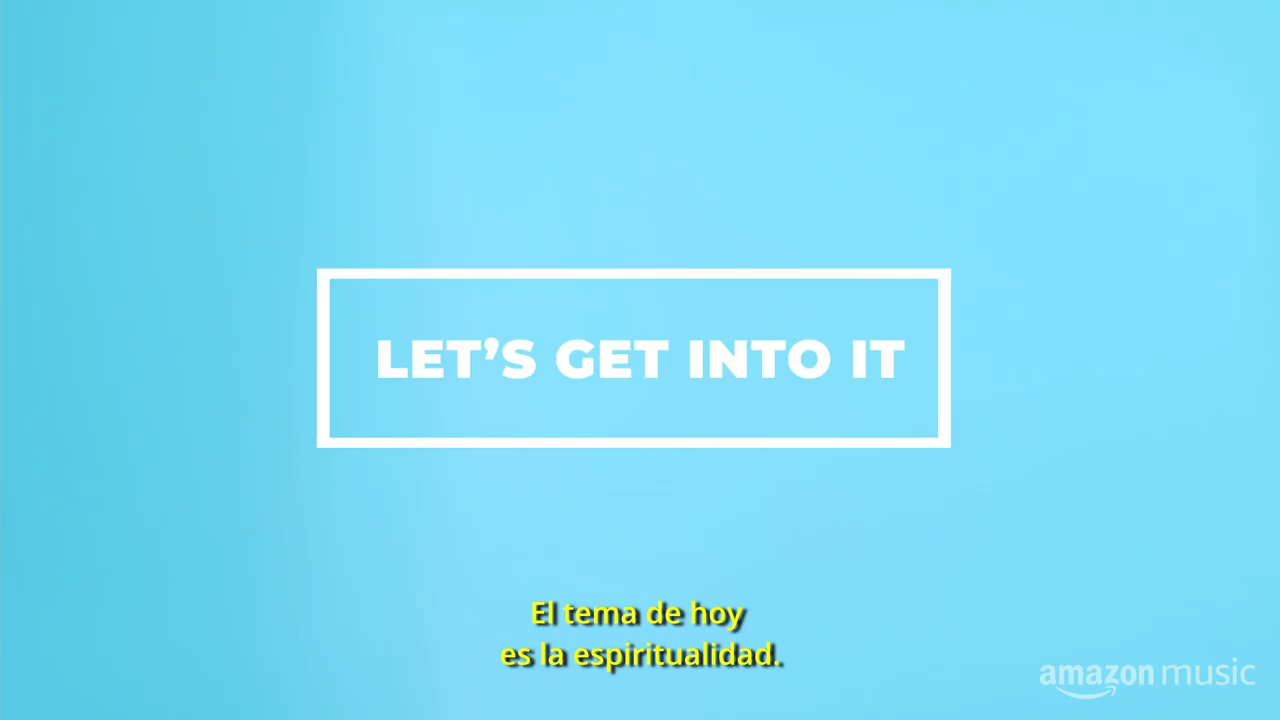 LET’S GET INTO IT
El tema de hoy
es la espiritualidad.
amazon music